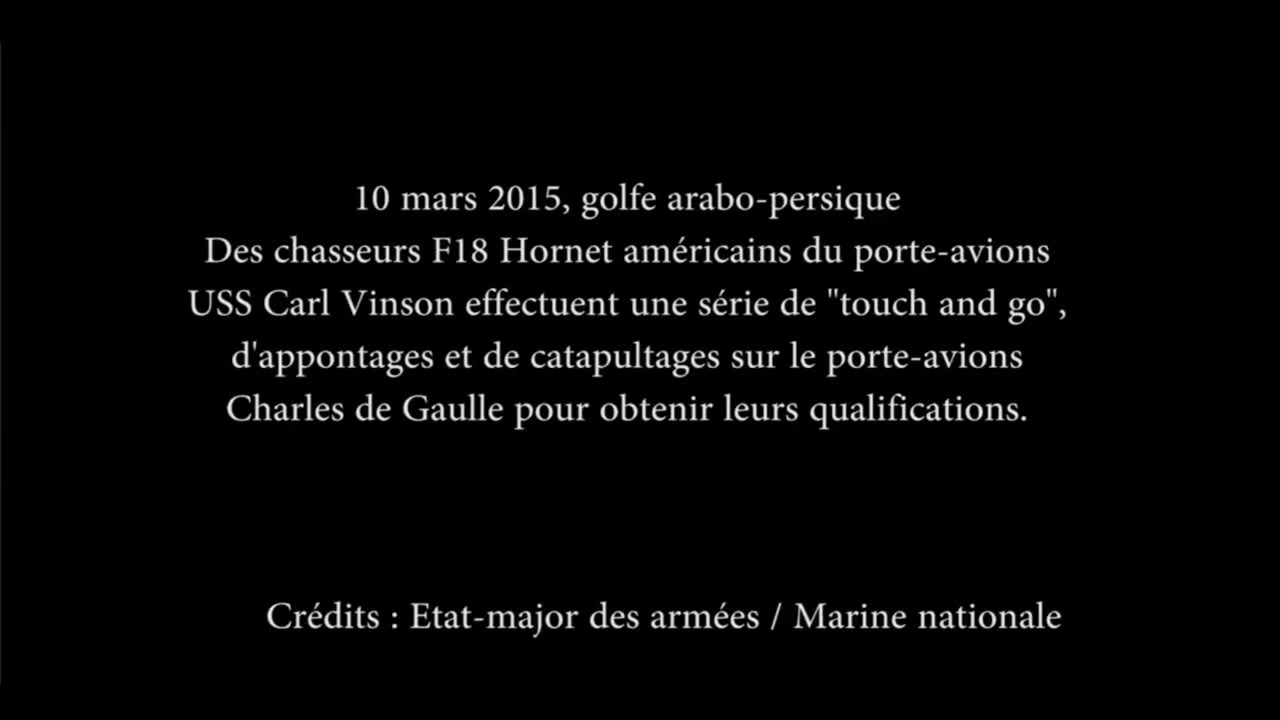 10 mars 2015, golfe arabo-persique
Des chasseurs F18 Hornet américains du porte-avions
USS Carl Vinson effectuent une série de "touch and go",
d'appontages et de catapultages sur le porte-avions
Charles de Gaulle pour obtenir leurs qualifications.
Crédits : Etat-major des armées / Marine nationale